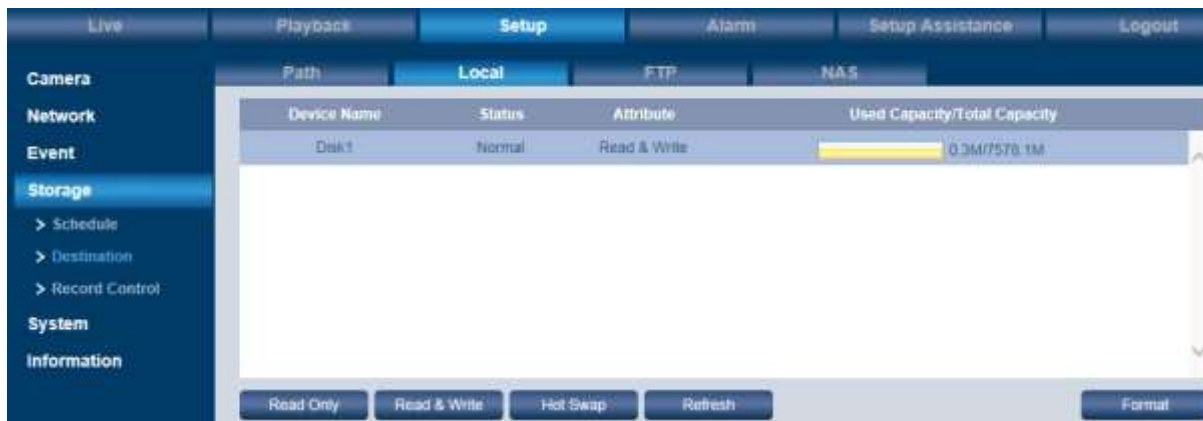 Live Playback Setup Alarm Setup Assistance Logout
Camera
Network
Event
Storage
> Schedule
> Destination
> Record Control
System
Information
Path Local FTP NAS
Device Name Status Attribute Used Capacity/Total Capacity
Disk1 Normal Read & Write 0.3M/7578.1M
Read Only Read & Write Hot Swap Refresh Format